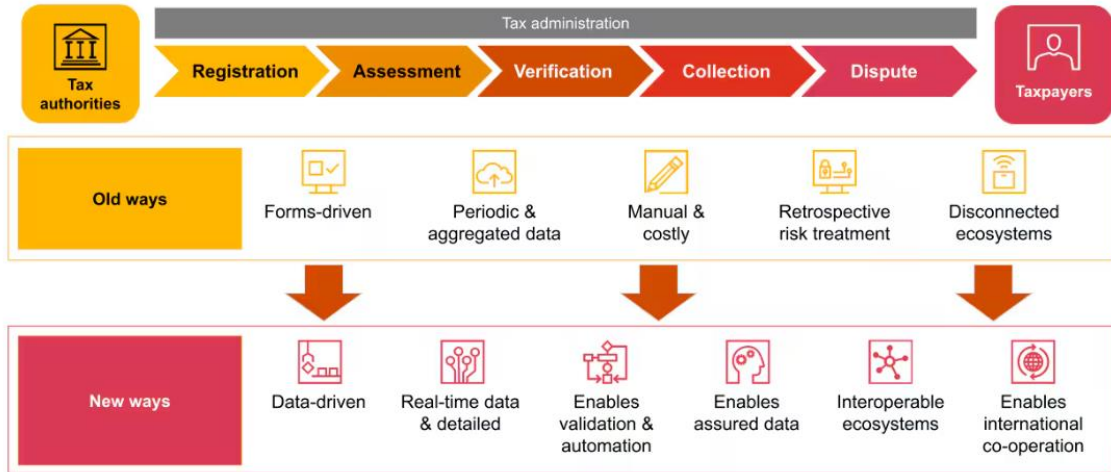 Tax administration
Tax
authorities
Registration
Assessment
Verification
Collection
Dispute
Taxpayers
Old ways
Forms-driven
Periodic &
aggregated data
Manual &
costly
Retrospective
risk treatment
Disconnected
ecosystems
New ways
Data-driven
Real-time data
& detailed
Enables
validation &
automation
Enables
assured data
Interoperable
ecosystems
Enables
international
co-operation